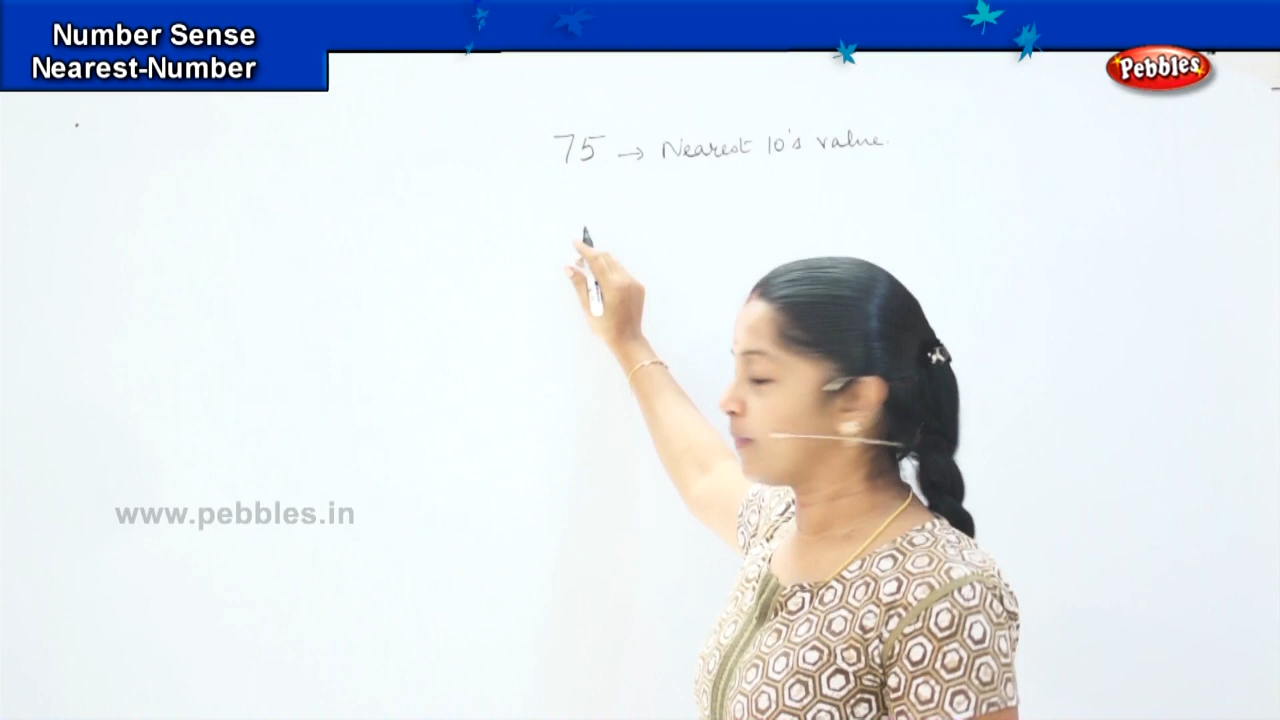 Number Sense
Nearest-Number
Pebbles
75 → Nearest 10's value.
www.pebbles.in